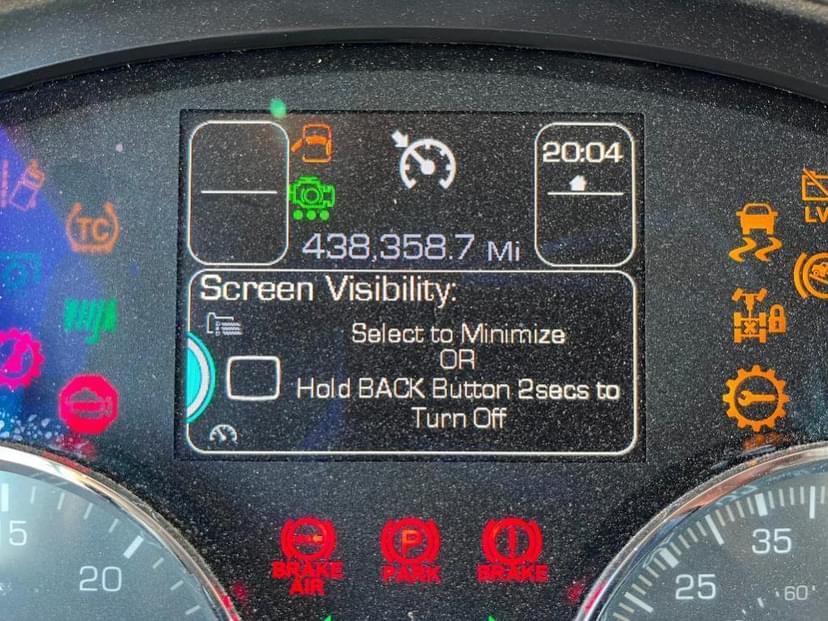 20:04
TC
438,358.7 Mi
LV
Screen Visibility:
Select to Minimize
OR
Hold BACK Button 2secs to
Turn Off
15
20
P
BRAKE
AIR
PARK
BRAKE
35
25
60